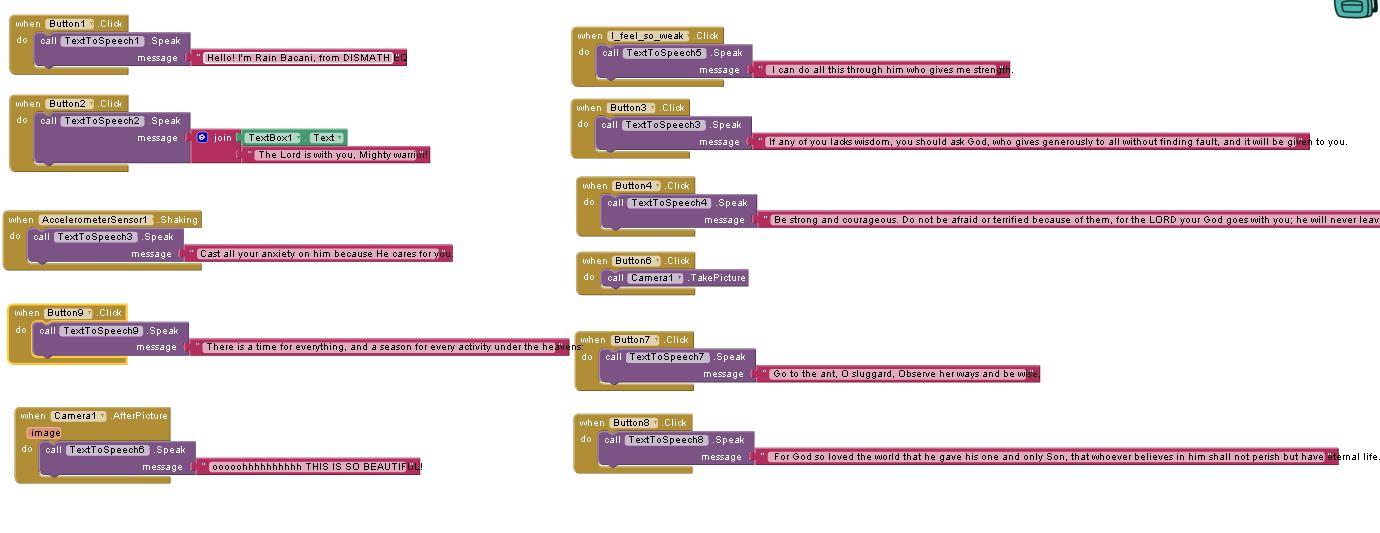 when Button1 .Click
do call TextToSpeech1 .Speak
message " Hello! I'm Rain Bacani, from DISMATH EQ "
when Button2 .Click
do call TextToSpeech2 .Speak
message join TextBox1 . Text
" The Lord is with you, Mighty warrior! "
when AccelerometerSensor1 .Shaking
do call TextToSpeech3 .Speak
message " Cast all your anxiety on him because He cares for you. "
when Button9 .Click
do call TextToSpeech9 .Speak
message " There is a time for everything, and a season for every activity under the heavens: "
when Camera1 .AfterPicture
image
do call TextToSpeech6 .Speak
message " ooooohhhhhhhhhh THIS IS SO BEAUTIFUL! "
when I_feel_so_weak .Click
do call TextToSpeech5 .Speak
message " I can do all this through him who gives me strength. "
when Button3 .Click
do call TextToSpeech3 .Speak
message " If any of you lacks wisdom, you should ask God, who gives generously to all without finding fault, and it will be given to you. "
when Button4 .Click
do call TextToSpeech4 .Speak
message " Be strong and courageous. Do not be afraid or terrified because of them, for the LORD your God goes with you; he will never leav
when Button6 .Click
do call Camera1 .TakePicture
when Button7 .Click
do call TextToSpeech7 .Speak
message " Go to the ant, O sluggard, Observe her ways and be wise. "
when Button8 .Click
do call TextToSpeech8 .Speak
message " For God so loved the world that he gave his one and only Son, that whoever believes in him shall not perish but have eternal life. "